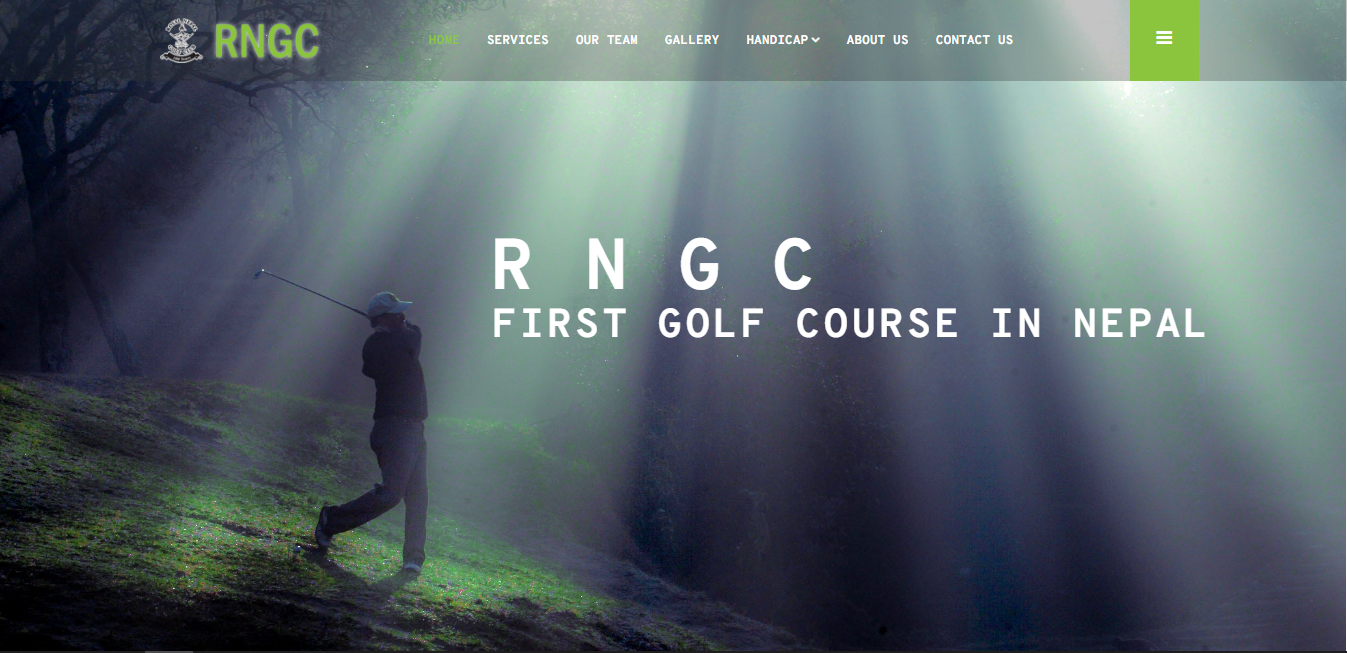 RNGC
HOME SERVICES OUR TEAM GALLERY HANDICAP ABOUT US CONTACT US
R N G C
FIRST GOLF COURSE IN NEPAL